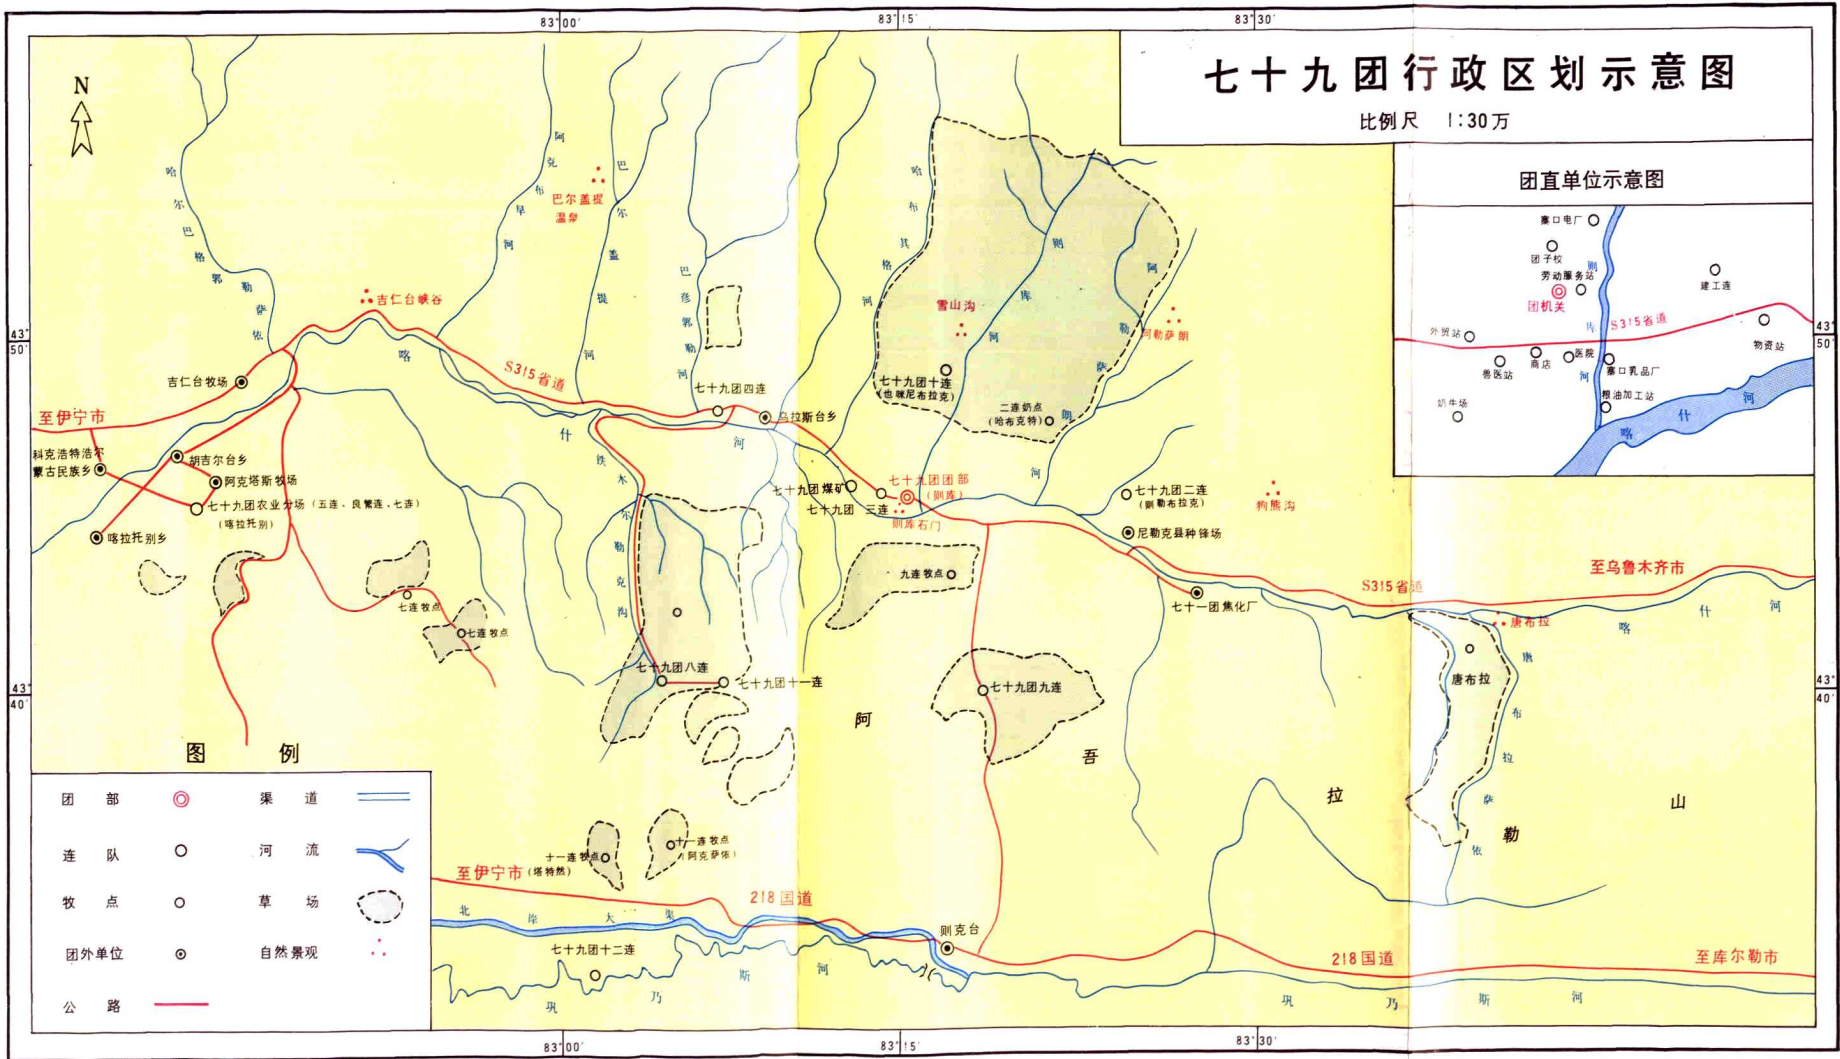 83°00′
83°15′
83°30′
七十九团行政区划示意图
比例尺 1:30万
N
团直单位示意图
寨口电厂
团子校
劳动服务站
团机关
建工连
外贸站
S315省道
兽医站
商店
医院
寨口乳品厂
物资站
奶牛场
粮油加工站
则库河
喀什河
43°50′
43°50′
哈尔巴格郭勒萨依
阿克布早河
巴尔盖提温泉
巴尔盖提河
巴彦郭勒河
哈布其格河
则库河
阿勒萨朗河
雪山沟
阿勒萨朗
吉仁台峡谷
喀什河
S315省道
吉仁台牧场
七十九团四连
乌拉斯台乡
七十九团十连
(也咪尼布拉克)
二连奶点
(哈布克特)
至伊宁市
科克浩特浩尔
蒙古民族乡
胡吉尔台乡
阿克塔斯牧场
七十九团农业分场(五连、良繁连、七连)
(喀拉托别)
喀拉托别乡
铁木尔勒克沟
七十九团煤矿
七十九团 三连
七十九团团部
(则库)
则库石门
七十九团二连
(则勒布拉克)
狗熊沟
尼勒克县种蜂场
七十一团焦化厂
S315省道
至乌鲁木齐市
喀什河
九连牧点
七连牧点
七连牧点
七十九团八连
七十九团十一连
七十九团九连
唐布拉
唐布拉
唐布拉萨依
43°40′
43°40′
阿吾拉勒山
图例
团部
渠道
连队
河流
牧点
草场
团外单位
自然景观
公路
十一连牧点
(塔特然)
十一连牧点
(阿克萨依)
至伊宁市
218国道
北岸大渠
七十九团十二连
则克台
218国道
至库尔勒市
巩乃斯河
巩乃斯河
83°00′
83°15′
83°30′